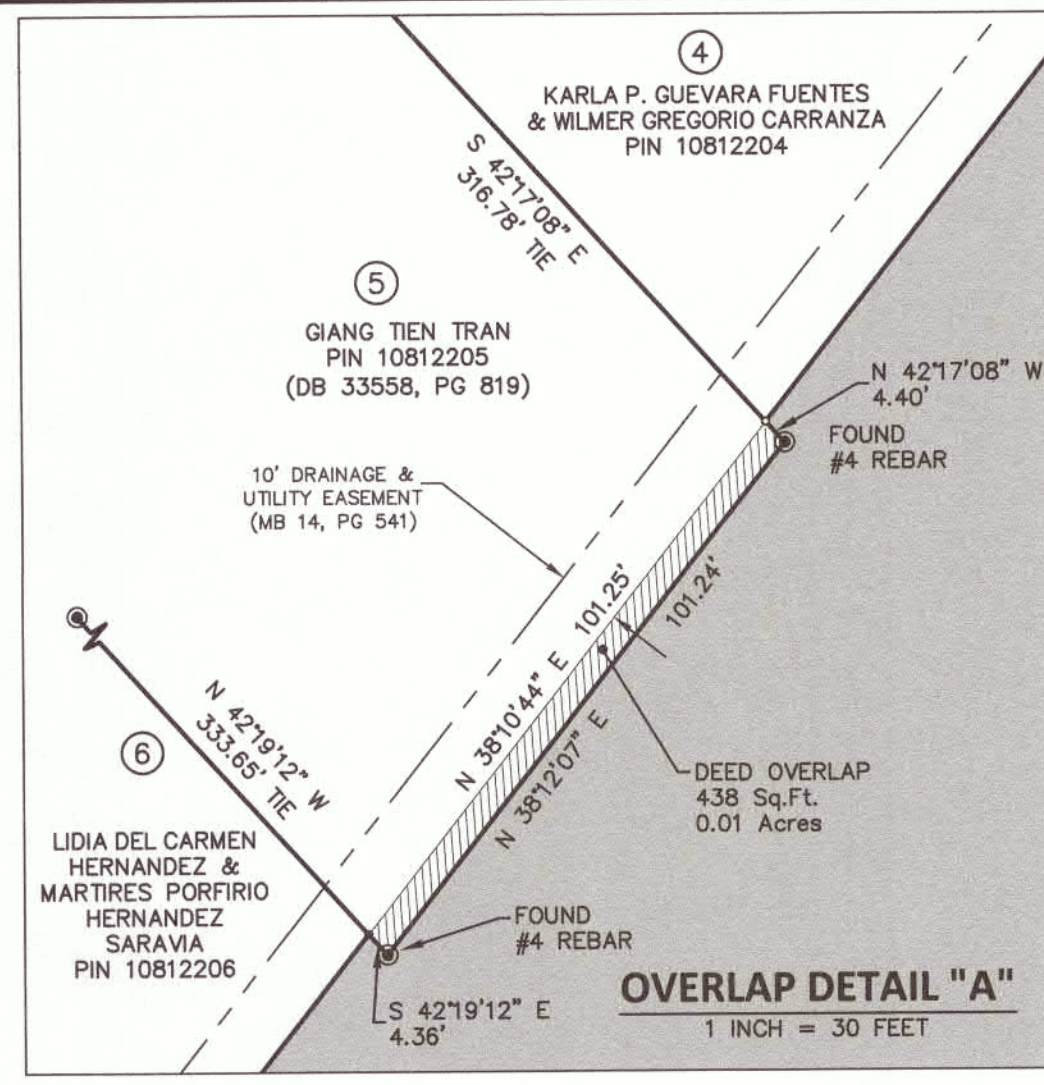 4
KARLA P. GUEVARA FUENTES
& WILMER GREGORIO CARRANZA
PIN 10812204
S 42°17'08" E
316.78' TIE
5
GIANG TIEN TRAN
PIN 10812205
(DB 33558, PG 819)
N 42°17'08" W
4.40'
FOUND
#4 REBAR
10' DRAINAGE &
UTILITY EASEMENT
(MB 14, PG 541)
N 38°10'44" E 101.25'
N 38°12'07" E 101.24'
N 42°19'12" W
333.65' TIE
6
LIDIA DEL CARMEN
HERNANDEZ &
MARTIRES PORFIRIO
HERNANDEZ
SARAVIA
PIN 10812206
DEED OVERLAP
438 Sq.Ft.
0.01 Acres
FOUND
#4 REBAR
S 42°19'12" E
4.36'
OVERLAP DETAIL "A"
1 INCH = 30 FEET